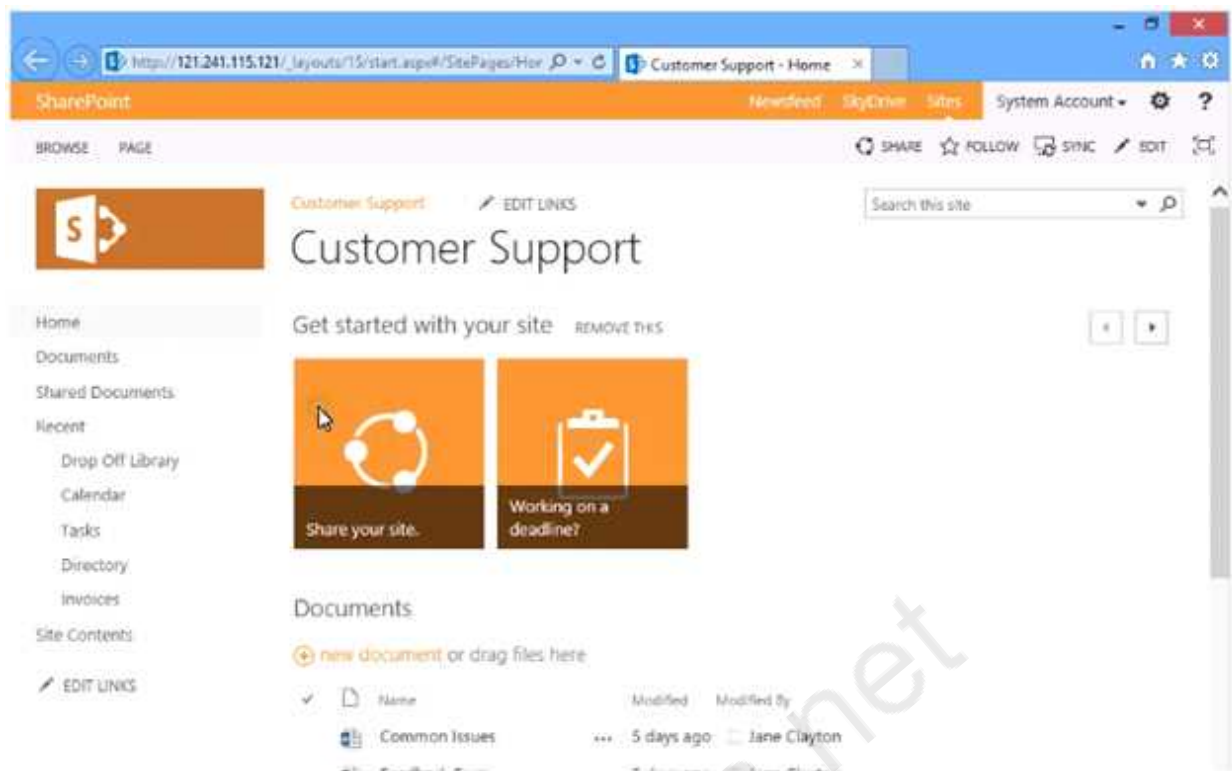 http://121.241.115.121/_layouts/15/start.aspx#/SitePages/Hor
Customer Support - Home
SharePoint
Newsfeed SkyDrive Sites System Account ?
BROWSE PAGE
SHARE FOLLOW SYNC EDIT
S
Customer Support EDIT LINKS
Search this site
Customer Support
Home
Get started with your site REMOVE THIS
Documents
Shared Documents
Recent
Drop Off Library
Calendar
Tasks
Directory
Invoices
Site Contents
EDIT LINKS
Share your site.
Working on a
deadline?
Documents
new document or drag files here
Name Modified Modified By
Common Issues ... 5 days ago Jane Clayton